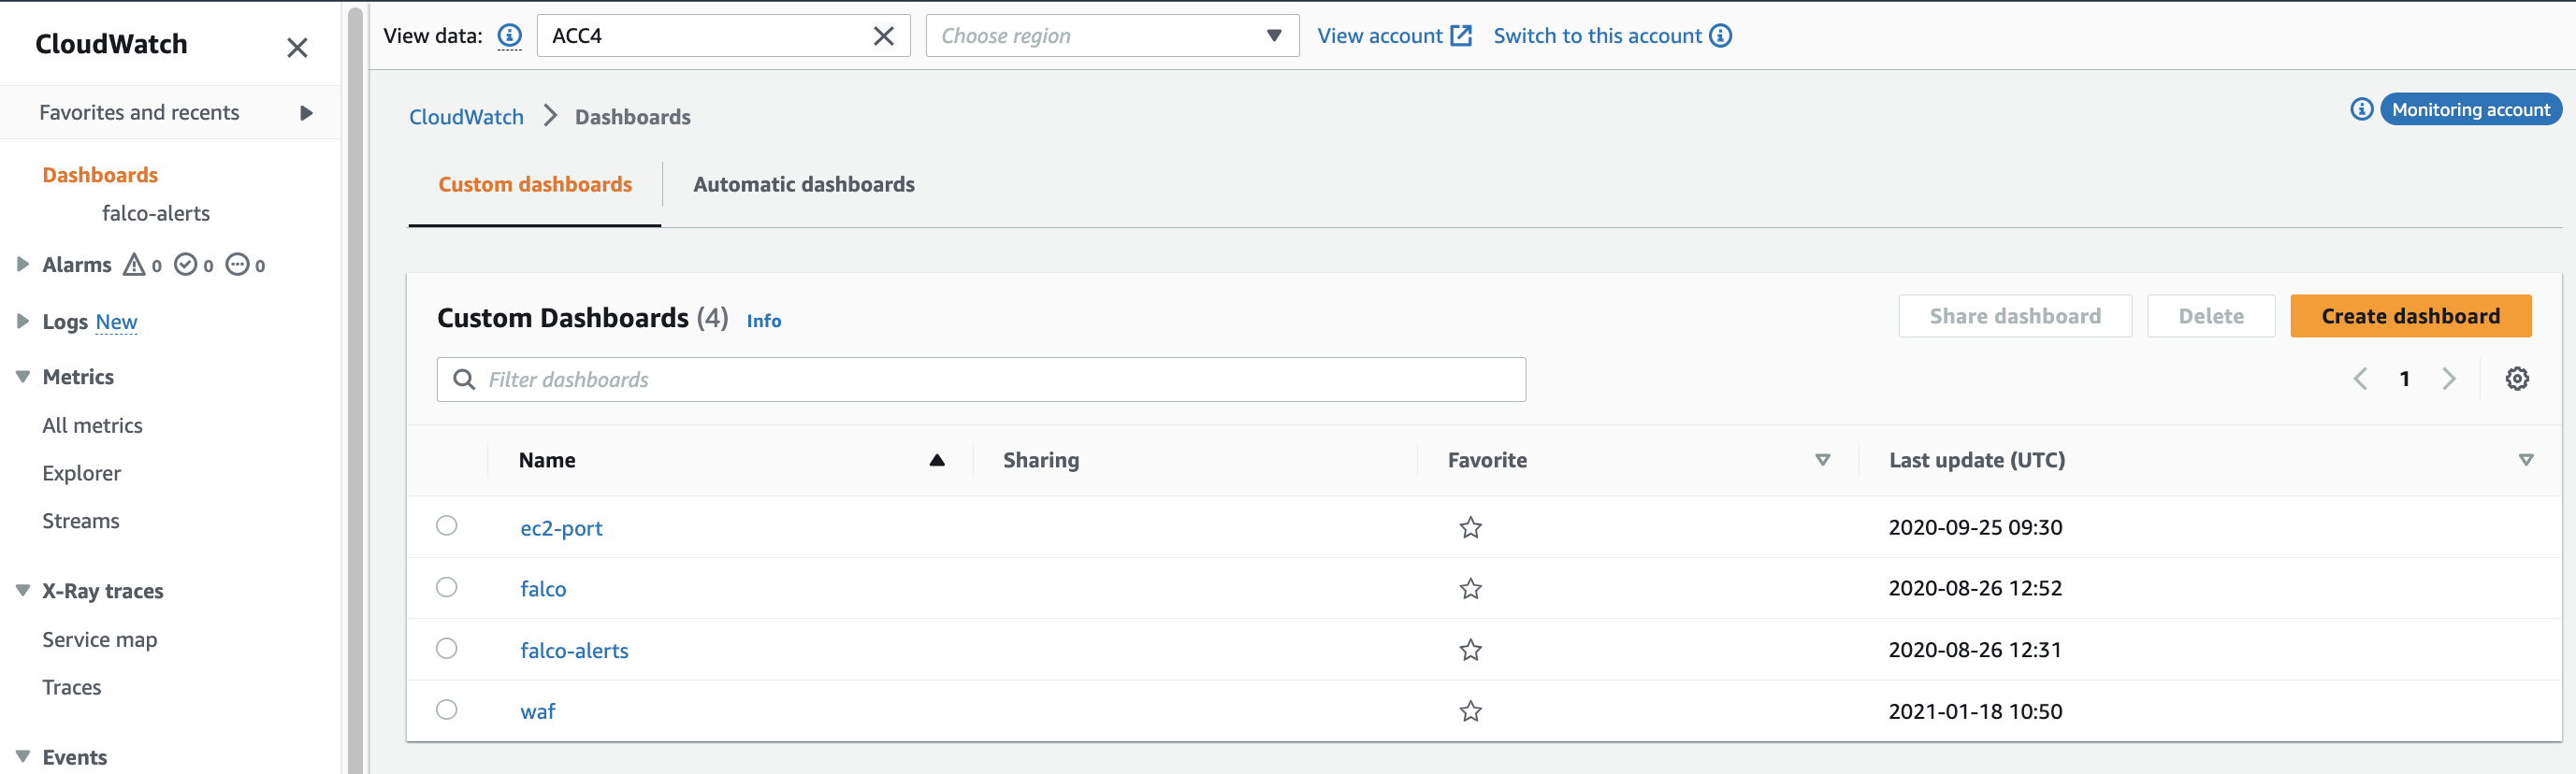 CloudWatch
Favorites and recents
Dashboards
falco-alerts
Alarms 0 0 0
Logs New
Metrics
All metrics
Explorer
Streams
X-Ray traces
Service map
Traces
Events
View data: ACC4 Choose region View account Switch to this account
CloudWatch > Dashboards
Monitoring account
Custom dashboards Automatic dashboards
Custom Dashboards (4) Info
Share dashboard Delete Create dashboard
Filter dashboards
1
Name Sharing Favorite Last update (UTC)
ec2-port 2020-09-25 09:30
falco 2020-08-26 12:52
falco-alerts 2020-08-26 12:31
waf 2021-01-18 10:50